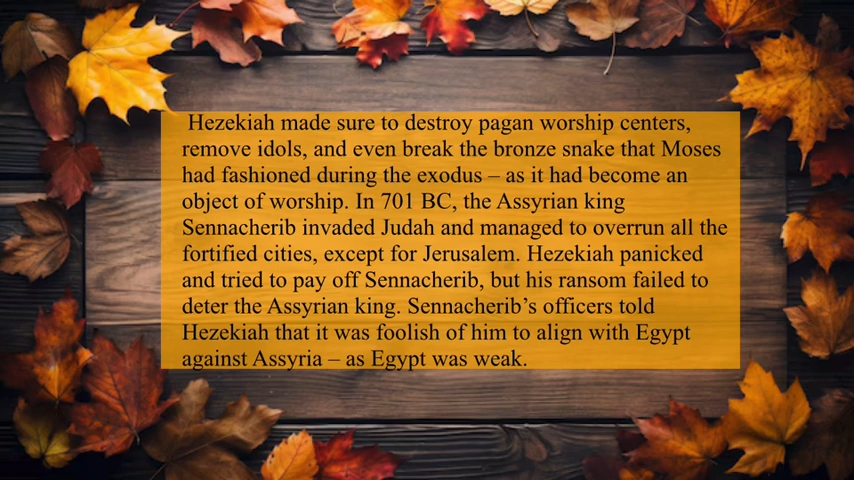 Hezekiah made sure to destroy pagan worship centers,
remove idols, and even break the bronze snake that Moses
had fashioned during the exodus – as it had become an
object of worship. In 701 BC, the Assyrian king
Sennacherib invaded Judah and managed to overrun all the
fortified cities, except for Jerusalem. Hezekiah panicked
and tried to pay off Sennacherib, but his ransom failed to
deter the Assyrian king. Sennacherib’s officers told
Hezekiah that it was foolish of him to align with Egypt
against Assyria – as Egypt was weak.